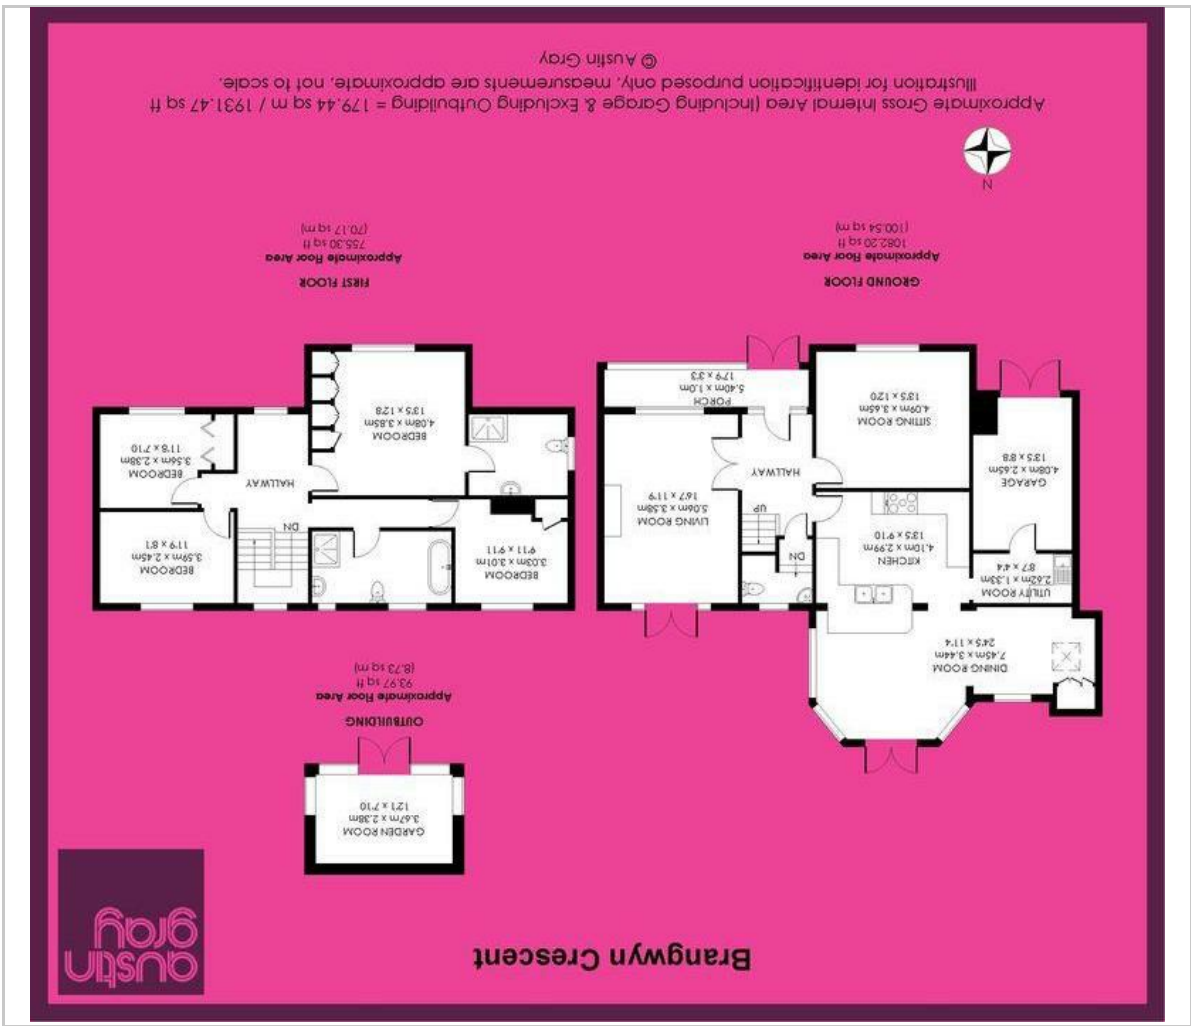 Brangwyn Crescent
austin
gray
GARDEN ROOM
3.67m x 2.38m
12'1 x 7'10
OUTBUILDING
Approximate Floor Area
93.97 sq ft
(8.73 sq m)
DINING ROOM
7.45m x 3.44m
24'5 x 11'4
UTILITY ROOM
2.62m x 1.33m
8'7 x 4'4
KITCHEN
4.10m x 2.99m
13'5 x 9'10
DN
UP
LIVING ROOM
5.06m x 3.58m
16'7 x 11'9
GARAGE
4.08m x 2.65m
13'5 x 8'8
HALLWAY
SITTING ROOM
4.09m x 3.65m
13'5 x 12'0
PORCH
5.40m x 1.0m
17'9 x 3'3
GROUND FLOOR
Approximate Floor Area
1082.20 sq ft
(100.54 sq m)
BEDROOM
3.03m x 3.01m
9'11 x 9'11
BEDROOM
3.59m x 2.45m
11'9 x 8'1
DN
HALLWAY
BEDROOM
4.08m x 3.85m
13'5 x 12'8
BEDROOM
3.56m x 2.38m
11'8 x 7'10
FIRST FLOOR
Approximate Floor Area
755.30 sq ft
(70.17 sq m)
N
Approximate Gross Internal Area (Including Garage & Excluding Outbuilding = 179.44 sq m / 1931.47 sq ft
Illustration for identification purposed only, measurements are approximate, not to scale.
© Austin Gray